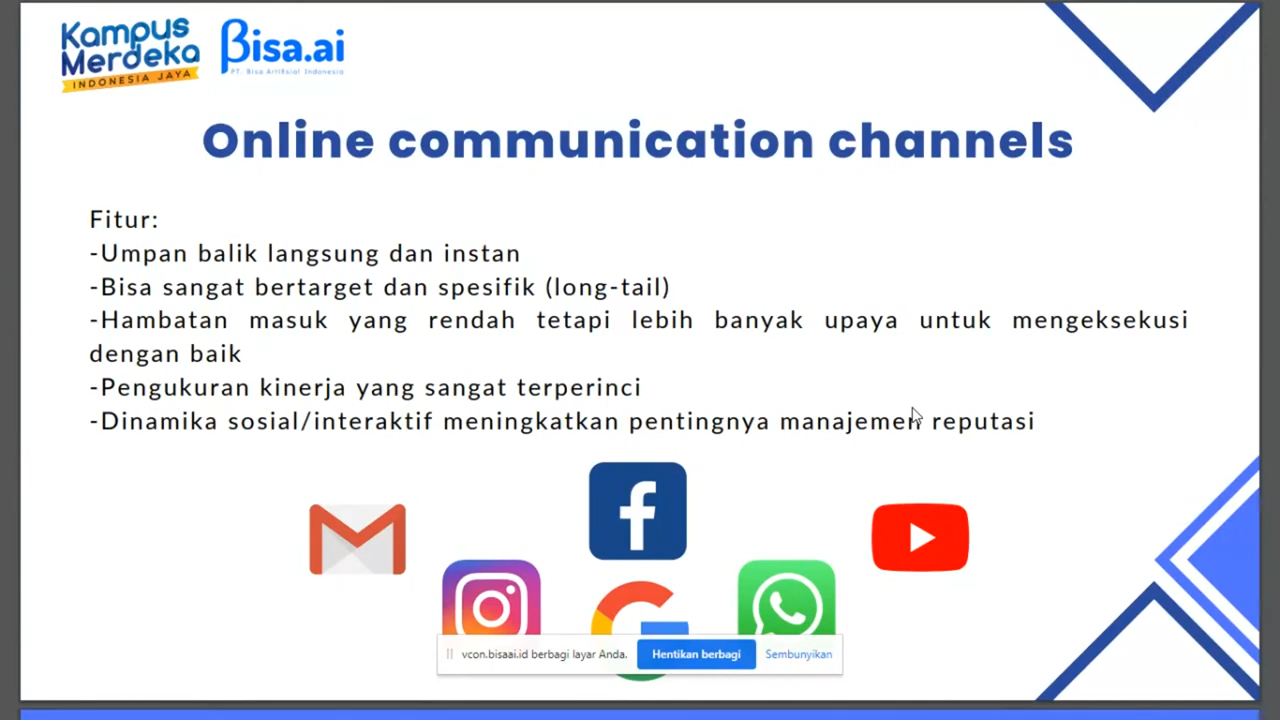 Kampus
Merdeka
INDONESIA JAYA
Bisa.ai
PT. Bisa Artifisial Indonesia
Online communication channels
Fitur:
-Umpan balik langsung dan instan
-Bisa sangat bertarget dan spesifik (long-tail)
-Hambatan masuk yang rendah tetapi lebih banyak upaya untuk mengeksekusi
dengan baik
-Pengukuran kinerja yang sangat terperinci
-Dinamika sosial/interaktif meningkatkan pentingnya manajemen reputasi
vcon.bisaai.id berbagi layar Anda.
Hentikan berbagi
Sembunyikan